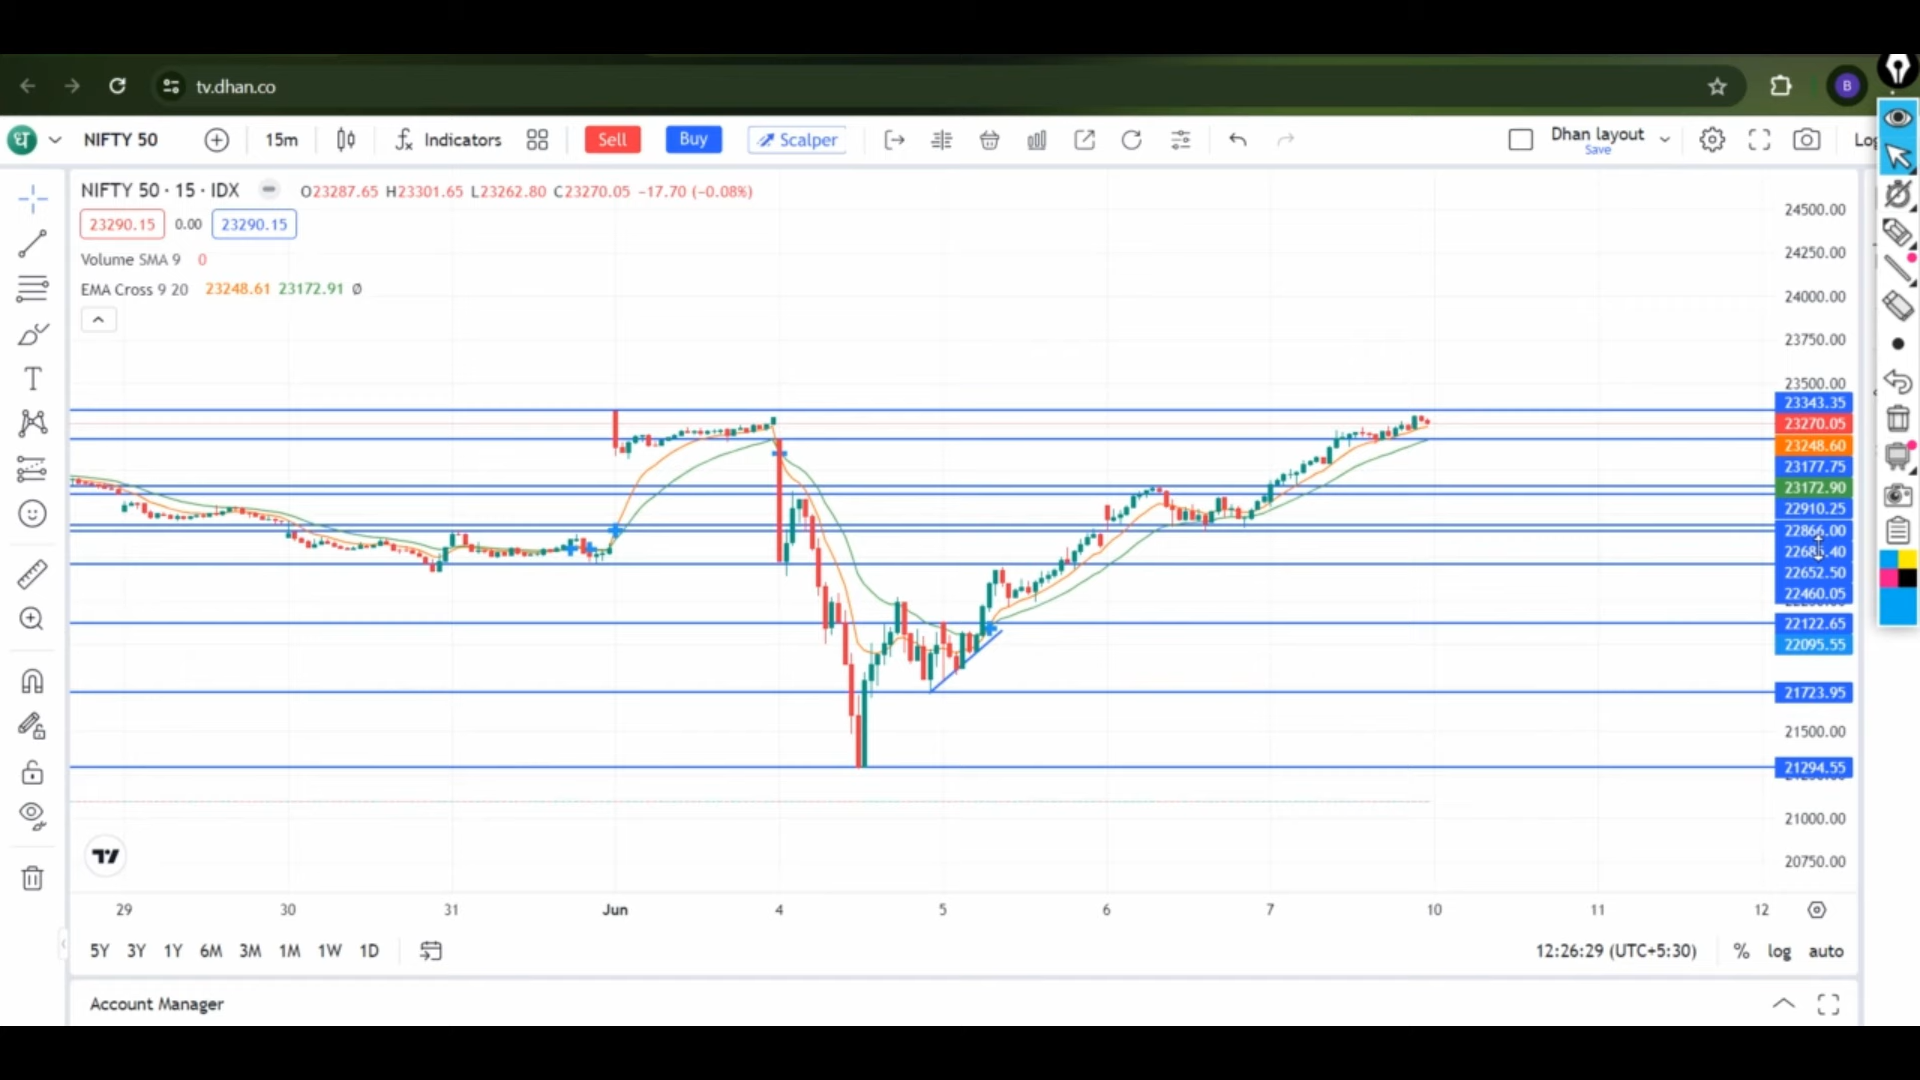 tv.dhan.co
B
ध
NIFTY 50
15m
Indicators
Sell
Buy
Scalper
Dhan layout
Save
Log
NIFTY 50 · 15 · IDX
O23287.65 H23301.65 L23262.80 C23270.05 −17.70 (−0.08%)
23290.15 0.00 23290.15
Volume SMA 9 0
EMA Cross 9 20 23248.61 23172.91 Ø
24500.00
24250.00
24000.00
23750.00
23500.00
23343.35
23270.05
23248.60
23177.75
23172.90
22910.25
22866.00
22652.50
22460.05
22122.65
22095.55
21723.95
21500.00
21294.55
21000.00
20750.00
29 30 31 Jun 4 5 6 7 10 11 12
5Y 3Y 1Y 6M 3M 1M 1W 1D
12:26:29 (UTC+5:30) % log auto
Account Manager